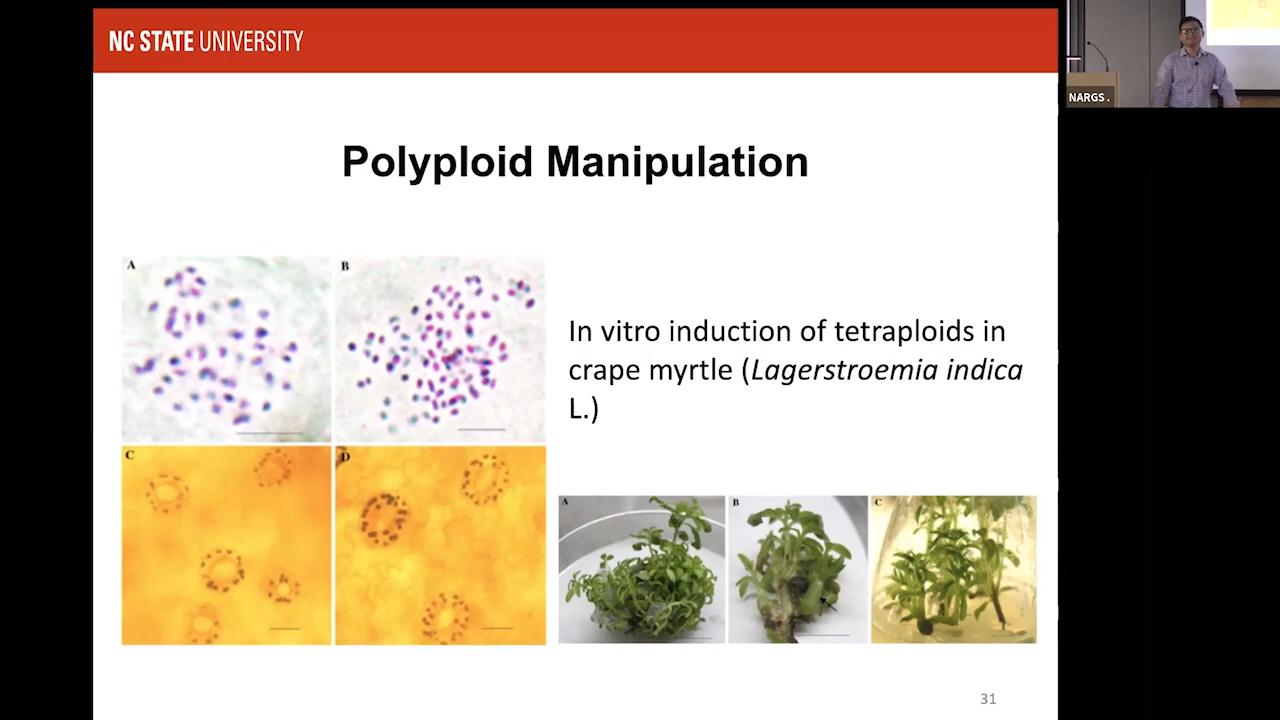 NC STATE UNIVERSITY
NARGS .
Polyploid Manipulation
A
B
In vitro induction of tetraploids in
crape myrtle (Lagerstroemia indica
L.)
C
D
A
B
C
31